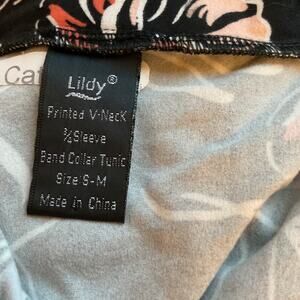 Lildy®
Printed V-Neck
¾ Sleeve
Band Collar Tunic
Size S-M
Made in China